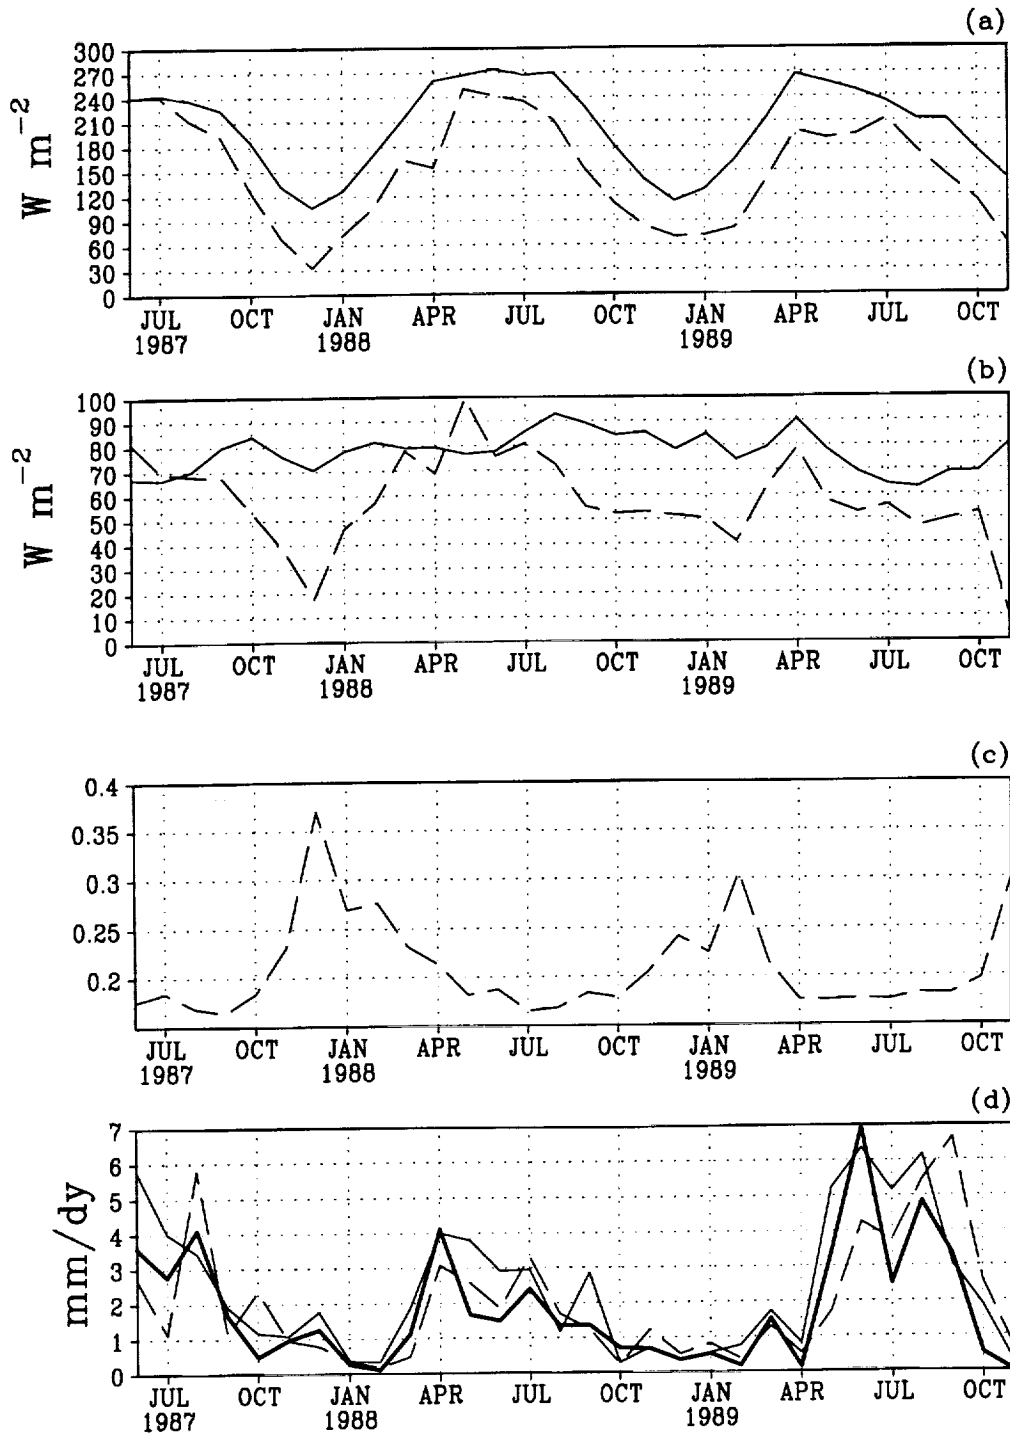 (a)
300
270
240
210
180
150
120
90
60
30
0
W m⁻²
JUL OCT JAN APR JUL OCT JAN APR JUL OCT
1987 1988 1989
(b)
100
90
80
70
60
50
40
30
20
10
0
W m⁻²
JUL OCT JAN APR JUL OCT JAN APR JUL OCT
1987 1988 1989
(c)
0.4
0.35
0.3
0.25
0.2
JUL OCT JAN APR JUL OCT JAN APR JUL OCT
1987 1988 1989
(d)
7
6
5
4
3
2
1
0
mm/dy
JUL OCT JAN APR JUL OCT JAN APR JUL OCT
1987 1988 1989